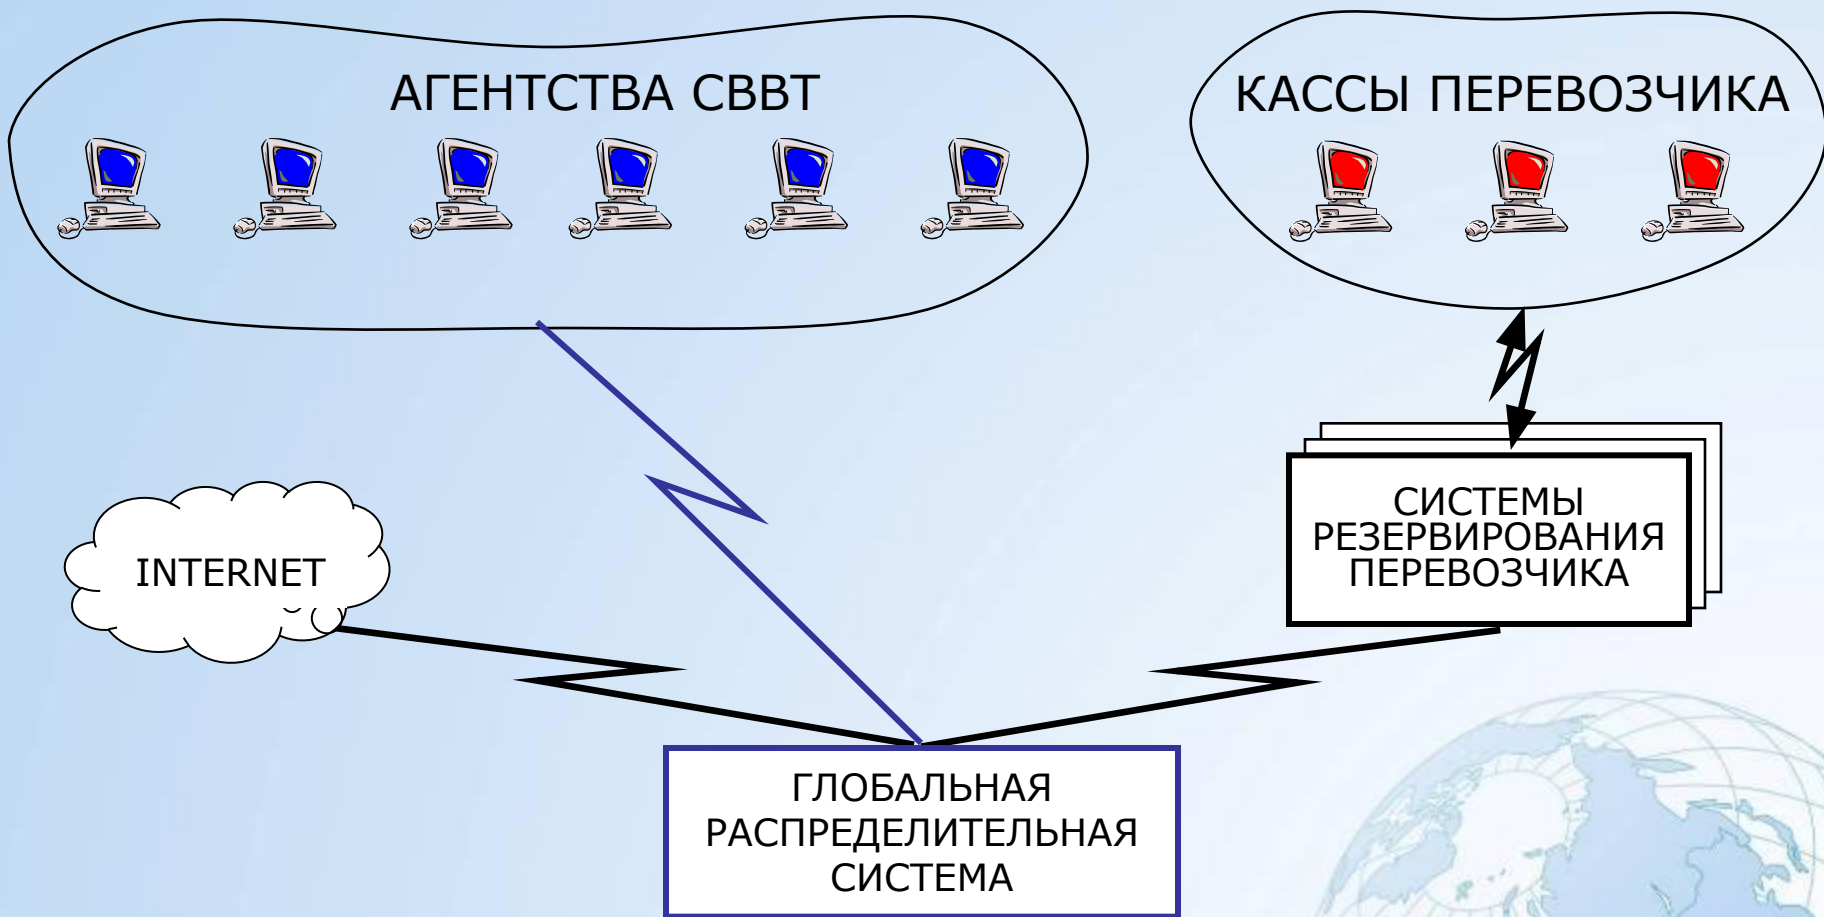 АГЕНТСТВА СВВТ
КАССЫ ПЕРЕВОЗЧИКА
СИСТЕМЫ
РЕЗЕРВИРОВАНИЯ
ПЕРЕВОЗЧИКА
INTERNET
ГЛОБАЛЬНАЯ
РАСПРЕДЕЛИТЕЛЬНАЯ
СИСТЕМА